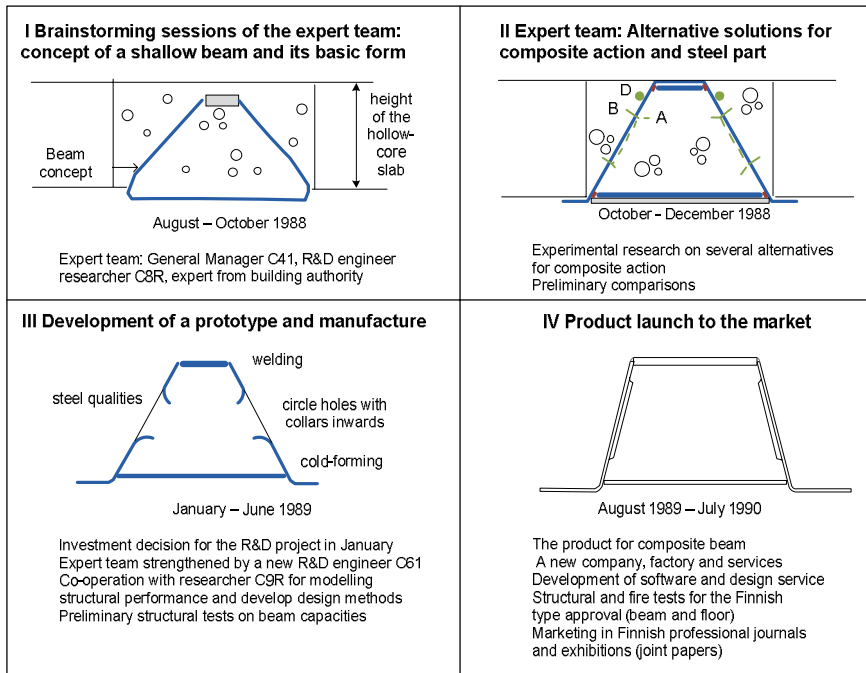 I Brainstorming sessions of the expert team:
concept of a shallow beam and its basic form
height
of the
hollow-
core
slab
Beam
concept
August – October 1988
Expert team: General Manager C41, R&D engineer
researcher C8R, expert from building authority
II Expert team: Alternative solutions for
composite action and steel part
D
B
A
October - December 1988
Experimental research on several alternatives
for composite action
Preliminary comparisons
III Development of a prototype and manufacture
welding
steel qualities
circle holes with
collars inwards
cold-forming
January – June 1989
Investment decision for the R&D project in January
Expert team strengthened by a new R&D engineer C61
Co-operation with researcher C9R for modelling
structural performance and develop design methods
Preliminary structural tests on beam capacities
IV Product launch to the market
August 1989 – July 1990
The product for composite beam
A new company, factory and services
Development of software and design service
Structural and fire tests for the Finnish
type approval (beam and floor)
Marketing in Finnish professional journals
and exhibitions (joint papers)